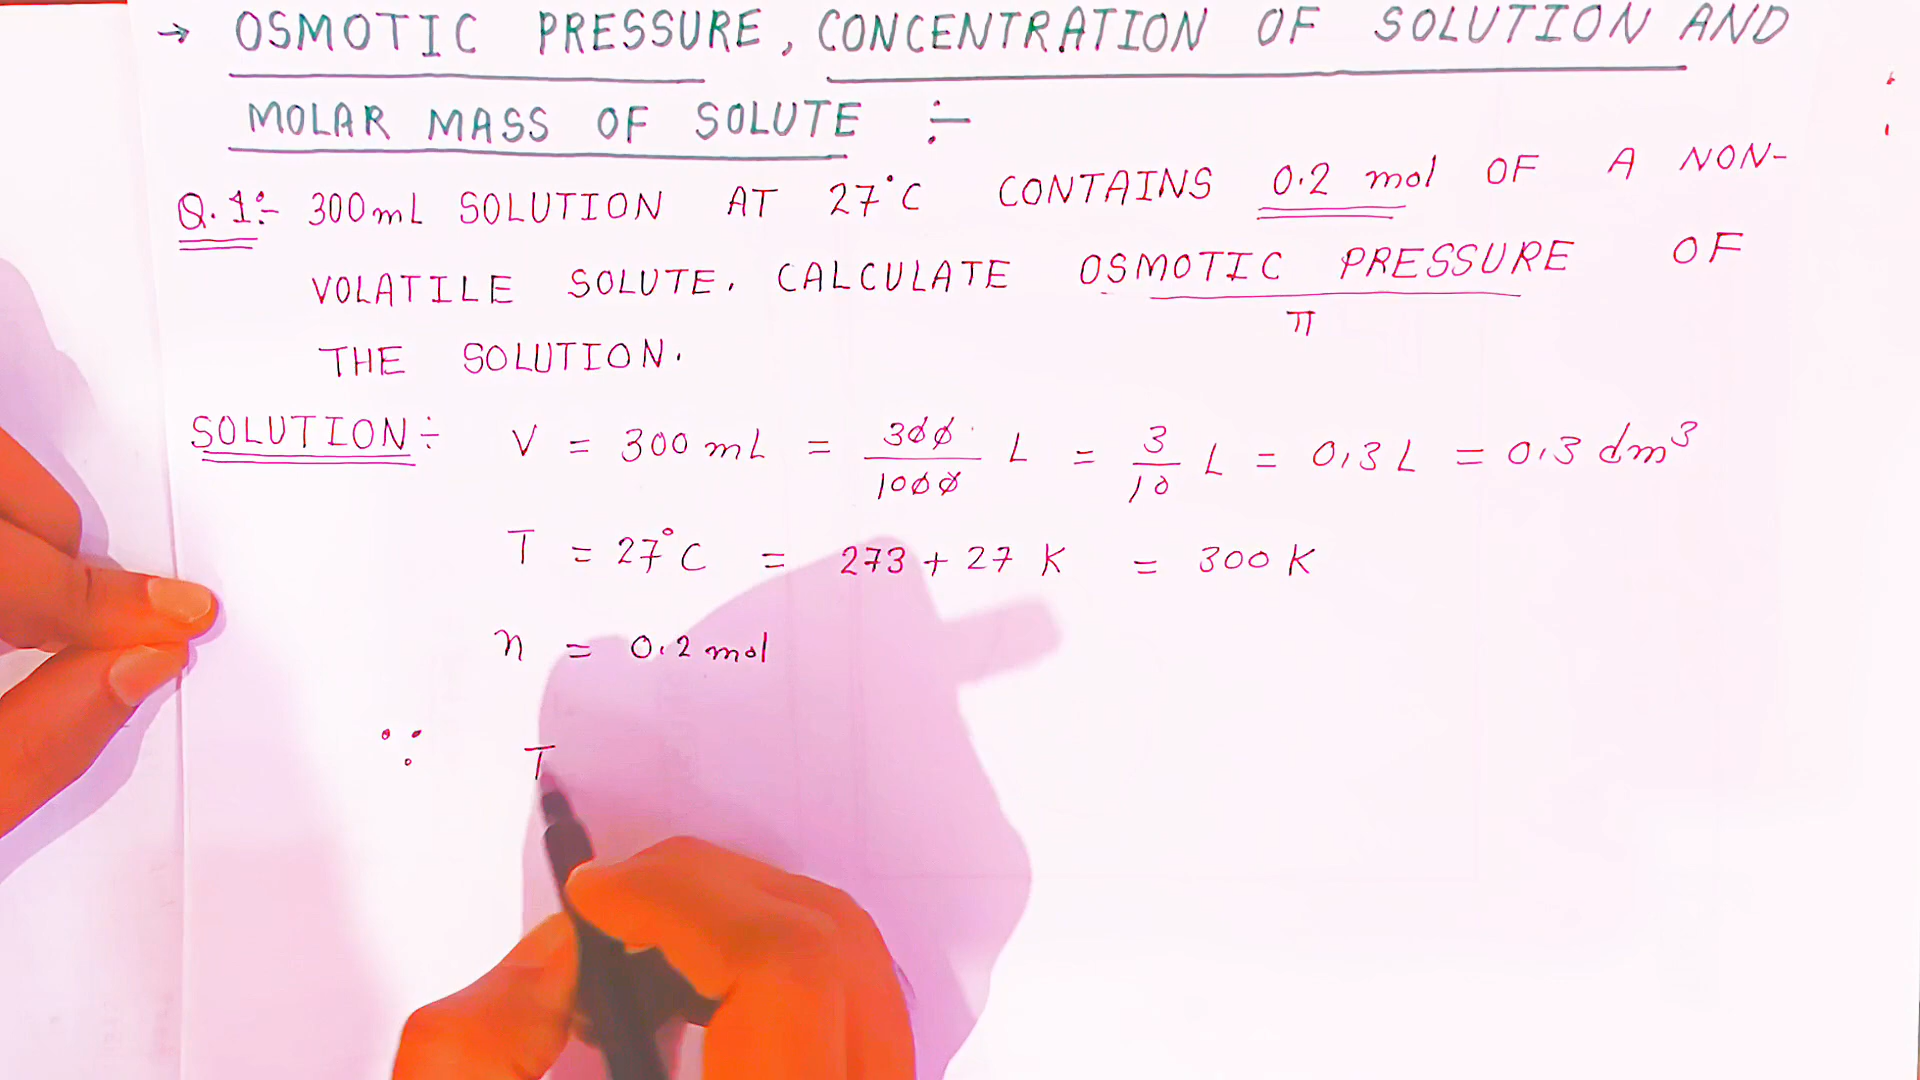 → OSMOTIC PRESSURE, CONCENTRATION OF SOLUTION AND
MOLAR MASS OF SOLUTE ÷
Q.1:- 300mL SOLUTION AT 27°C CONTAINS 0.2 mol OF A NON-
VOLATILE SOLUTE. CALCULATE OSMOTIC PRESSURE OF
π
THE SOLUTION.
SOLUTION ÷ V = 300 mL = 300/1000 L = 3/10 L = 0.3 L = 0.3 dm³
T = 27°C = 273 + 27 K = 300 K
n = 0.2 mol
∵ T